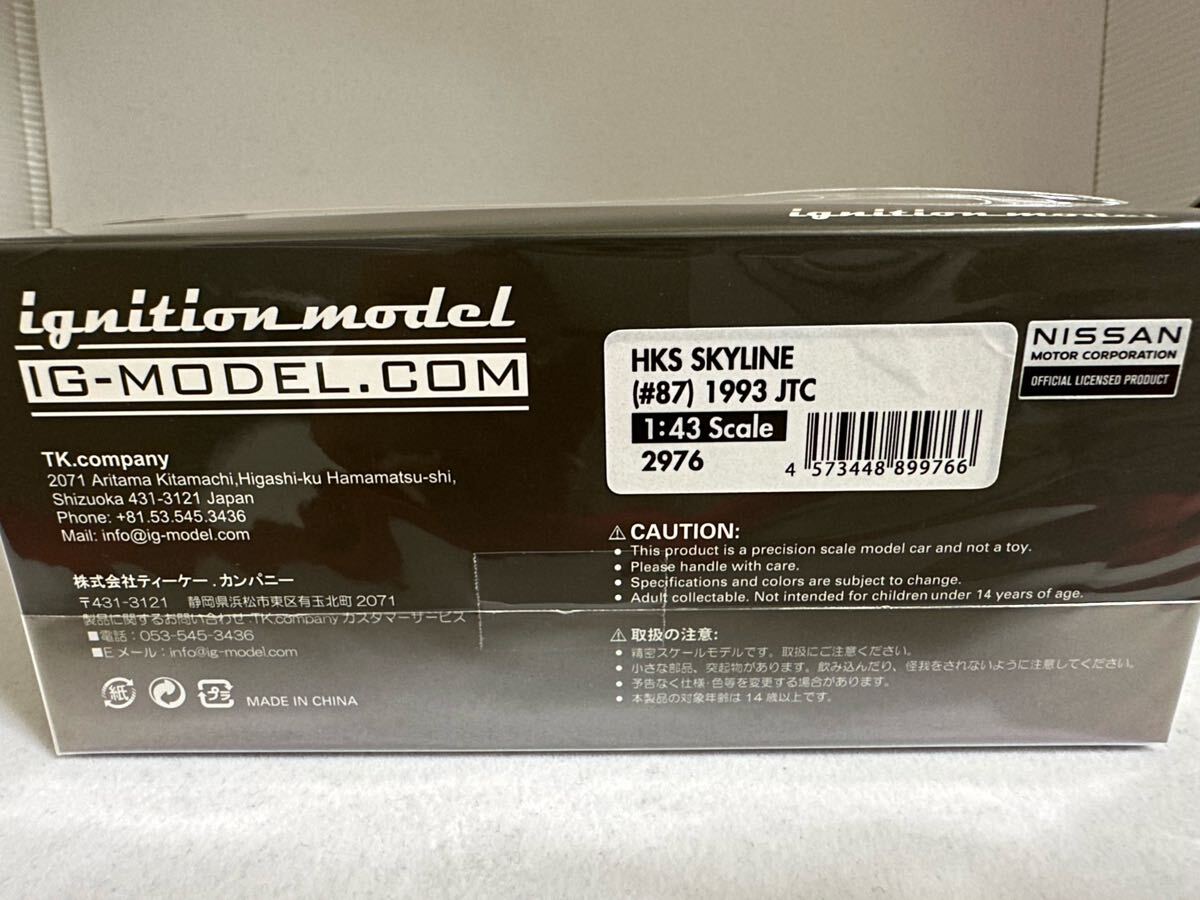 ignition model
ignition model
IG-MODEL.COM
TK.company
2071 Aritama Kitamachi,Higashi-ku Hamamatsu-shi,
Shizuoka 431-3121 Japan
Phone: +81.53.545.3436
Mail: info@ig-model.com
株式会社ティーケー．カンパニー
〒431-3121 静岡県浜松市東区有玉北町 2071
製品に関するお問い合わせ TK.company カスタマーサービス
■電話：053-545-3436
■E メール：info@ig-model.com
紙
プラ
MADE IN CHINA
HKS SKYLINE
(#87) 1993 JTC
1:43 Scale
2976
4 573448 899766
NISSAN
MOTOR CORPORATION
OFFICIAL LICENSED PRODUCT
⚠ CAUTION:
● This product is a precision scale model car and not a toy.
● Please handle with care.
● Specifications and colors are subject to change.
● Adult collectable. Not intended for children under 14 years of age.
⚠ 取扱の注意:
● 精密スケールモデルです。取扱にご注意ください。
● 小さな部品、突起物があります。飲み込んだり、怪我をされないように注意してください。
● 予告なく仕様・色等を変更する場合があります。
● 本製品の対象年齢は 14 歳以上です。